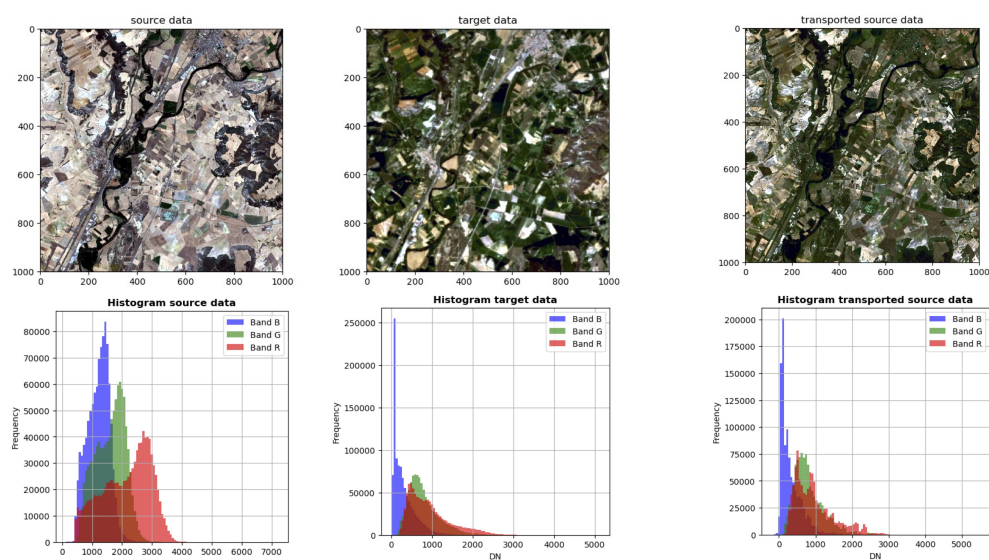 source data
target data
transported source data
0
200
400
600
800
1000
0 200 400 600 800 1000
0
200
400
600
800
1000
0 200 400 600 800 1000
0
200
400
600
800
1000
0 200 400 600 800 1000
Histogram source data
Frequency
80000
70000
60000
50000
40000
30000
20000
10000
0
0 1000 2000 3000 4000 5000 6000 7000
Band B
Band G
Band R
Histogram target data
Frequency
250000
200000
150000
100000
50000
0
0 1000 2000 3000 4000 5000
DN
Band B
Band G
Band R
Histogram transported source data
Frequency
200000
175000
150000
125000
100000
75000
50000
25000
0
0 1000 2000 3000 4000 5000
DN
Band B
Band G
Band R